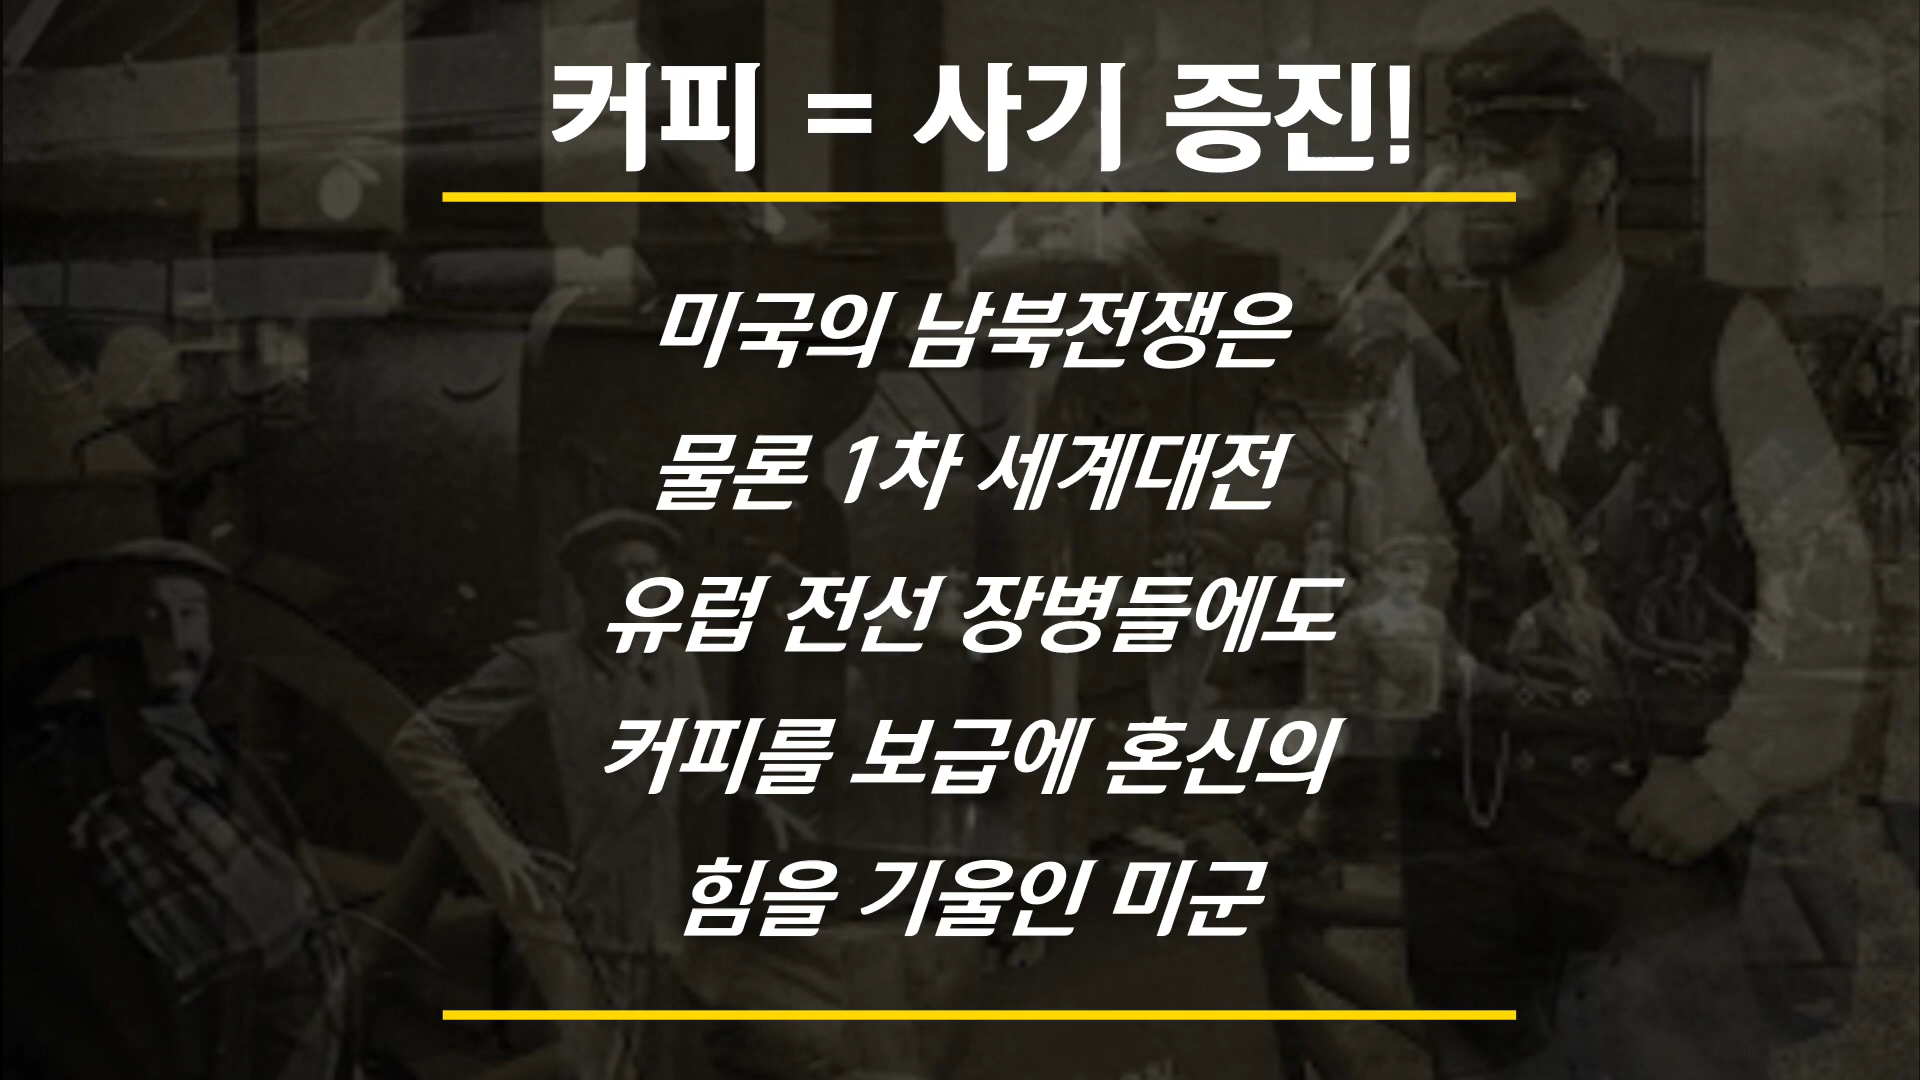 커피 = 사기 증진!
미국의 남북전쟁은
물론 1차 세계대전
유럽 전선 장병들에도
커피를 보급에 혼신의
힘을 기울인 미군